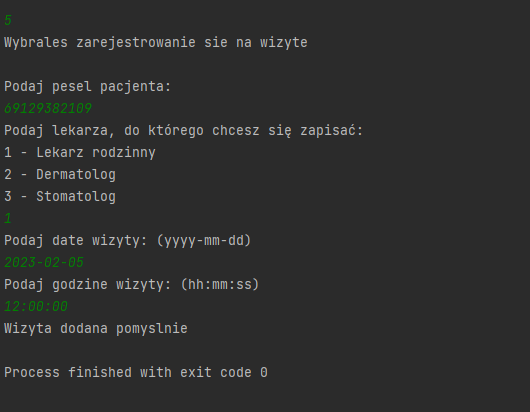 5
Wybrales zarejestrowanie sie na wizyte
Podaj pesel pacjenta:
69129382109
Podaj lekarza, do którego chcesz się zapisać:
1 - Lekarz rodzinny
2 - Dermatolog
3 - Stomatolog
1
Podaj date wizyty: (yyyy-mm-dd)
2023-02-05
Podaj godzine wizyty: (hh:mm:ss)
12:00:00
Wizyta dodana pomyslnie
Process finished with exit code 0